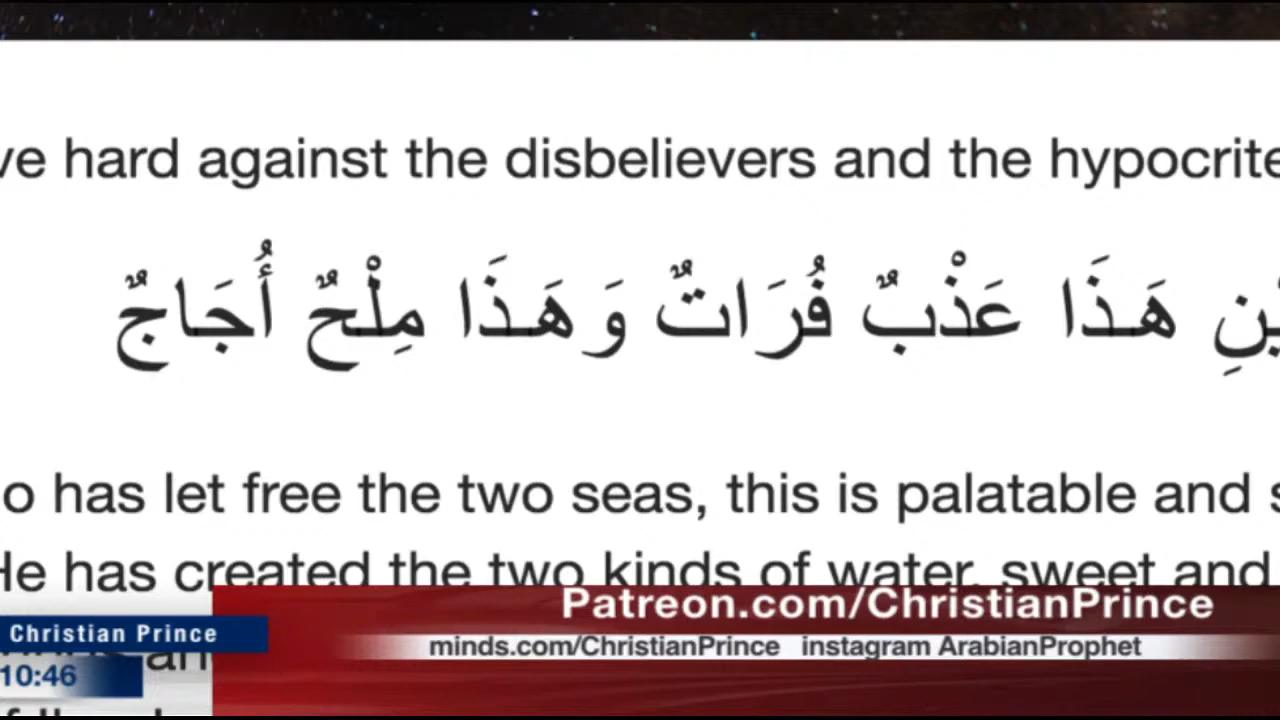 ve hard against the disbelievers and the hypocrite
هَـذَا عَذْبٌ فُرَاتٌ وَهَـذَا مِلْحٌ أُجَاجٌ
o has let free the two seas, this is palatable and s
He has created the two kinds of water, sweet and
Patreon.com/ChristianPrince
Christian Prince
minds.com/ChristianPrince instagram ArabianProphet
10:46